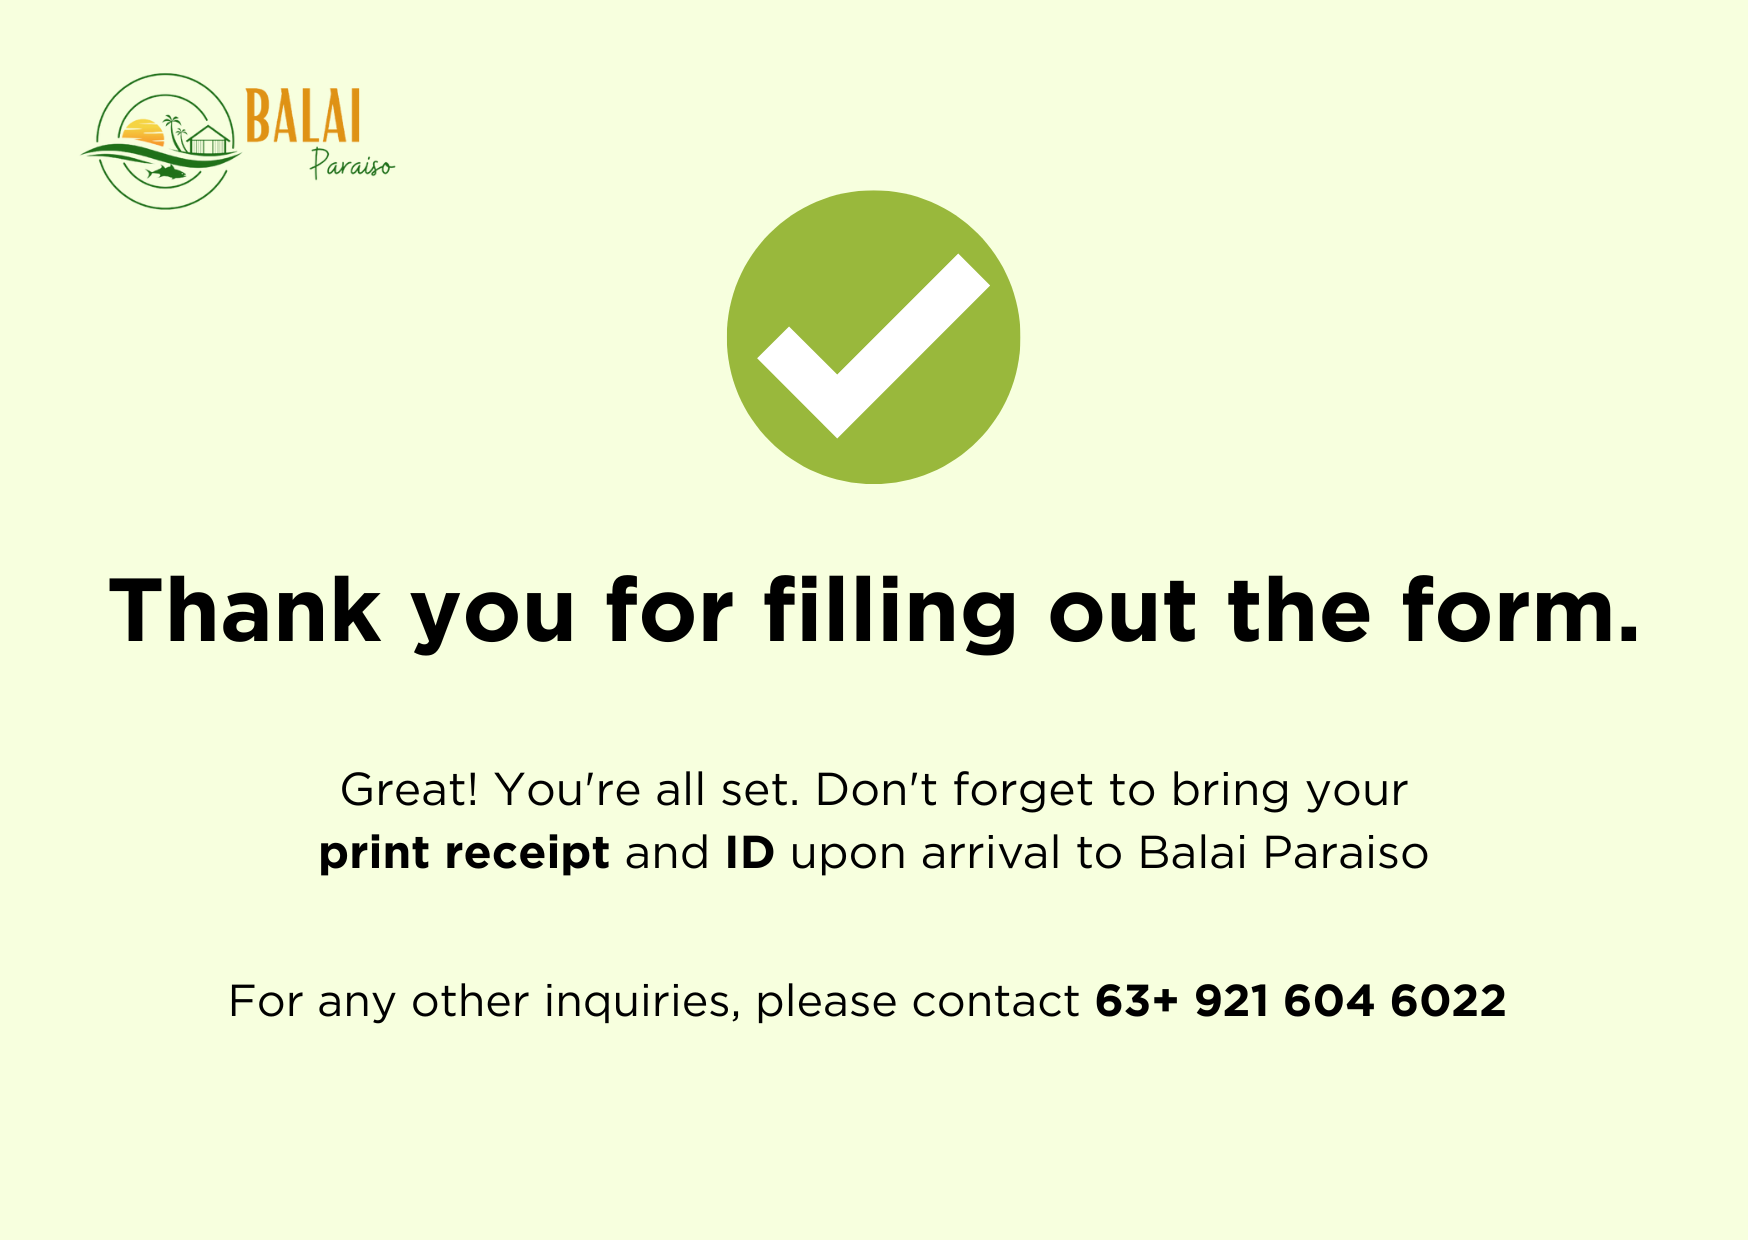 BALAI
Paraiso
Thank you for filling out the form.
Great! You're all set. Don't forget to bring your
print receipt and ID upon arrival to Balai Paraiso
For any other inquiries, please contact 63+ 921 604 6022